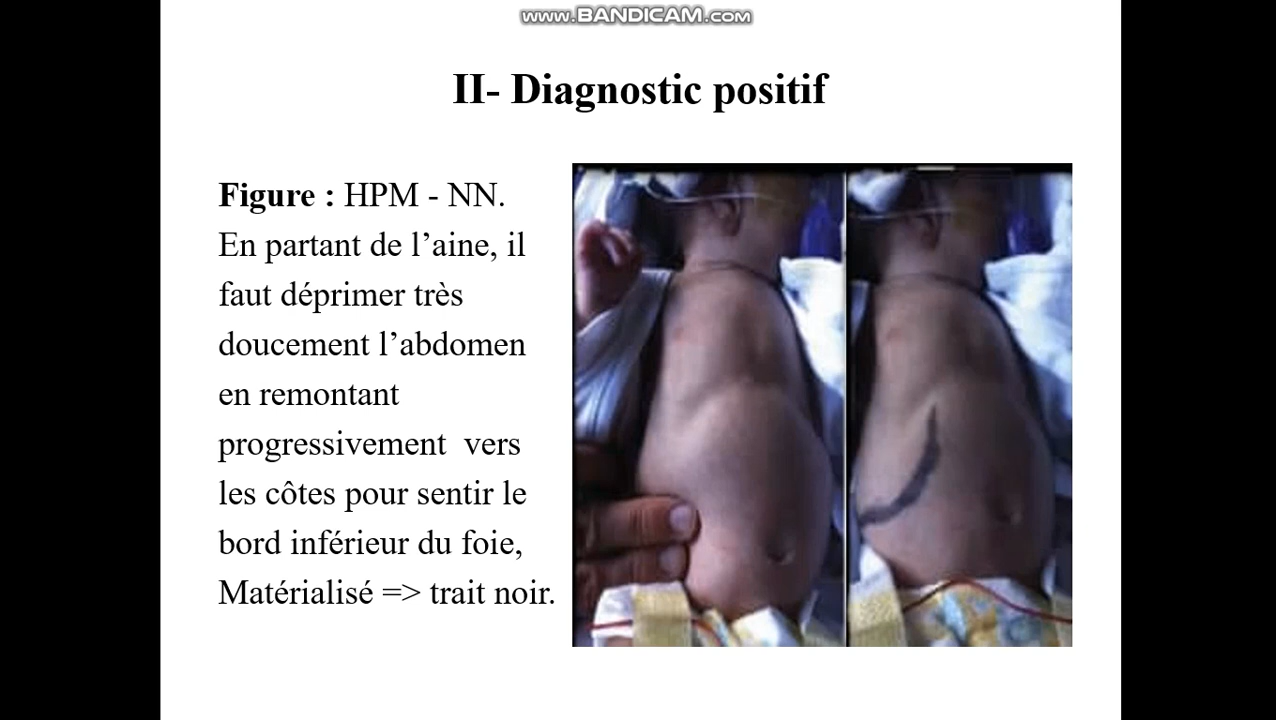 www.BANDICAM.com
II- Diagnostic positif
Figure : HPM - NN.
En partant de l’aine, il
faut déprimer très
doucement l’abdomen
en remontant
progressivement  vers
les côtes pour sentir le
bord inférieur du foie,
Matérialisé => trait noir.